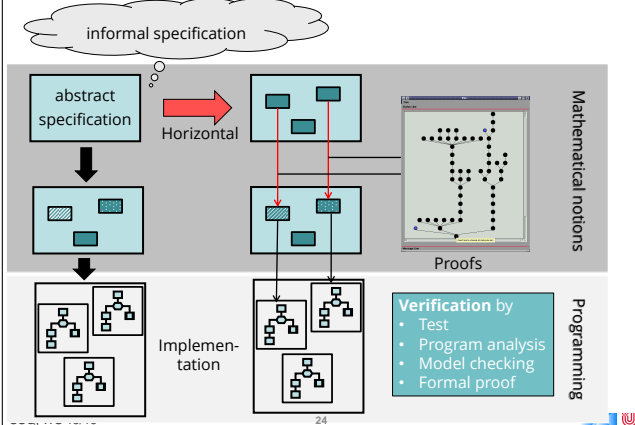 informal specification
abstract
specification
Horizontal
Mathematical notions
Proofs
Implemen-
tation
Verification by
• Test
• Program analysis
• Model checking
• Formal proof
Programming
24